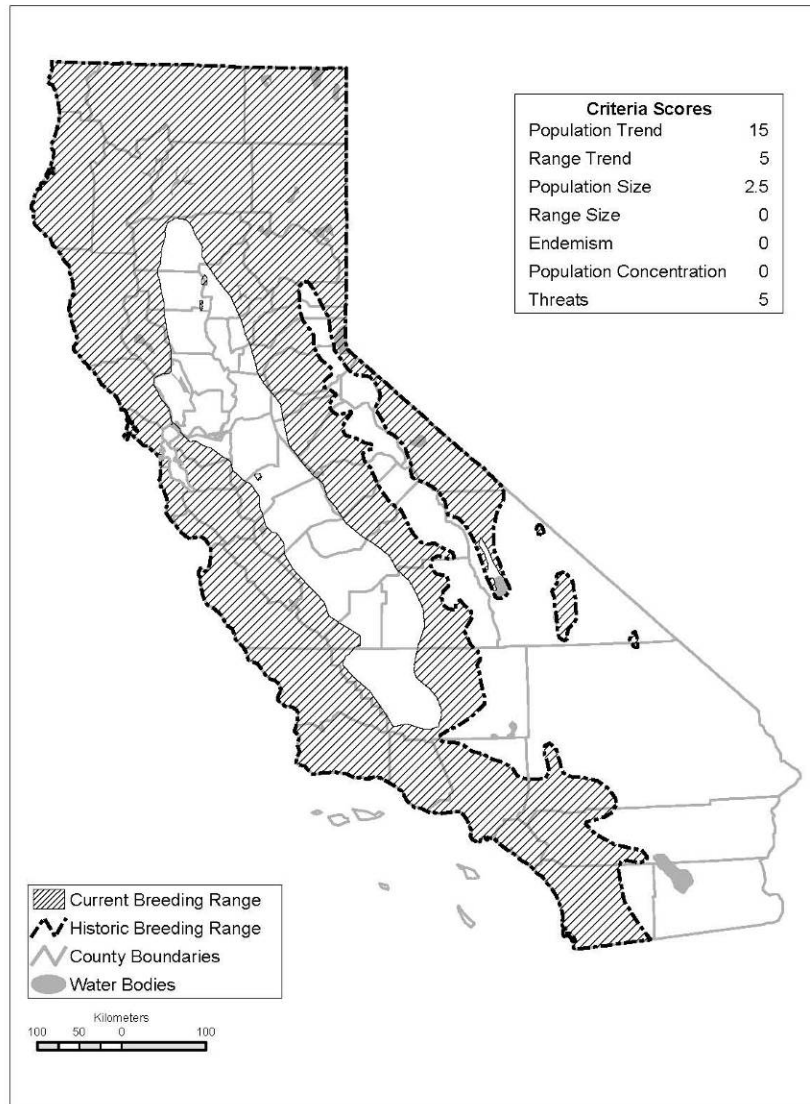 Criteria Scores
Population Trend 15
Range Trend 5
Population Size 2.5
Range Size 0
Endemism 0
Population Concentration 0
Threats 5
Current Breeding Range
Historic Breeding Range
County Boundaries
Water Bodies
Kilometers
100 50 0 100